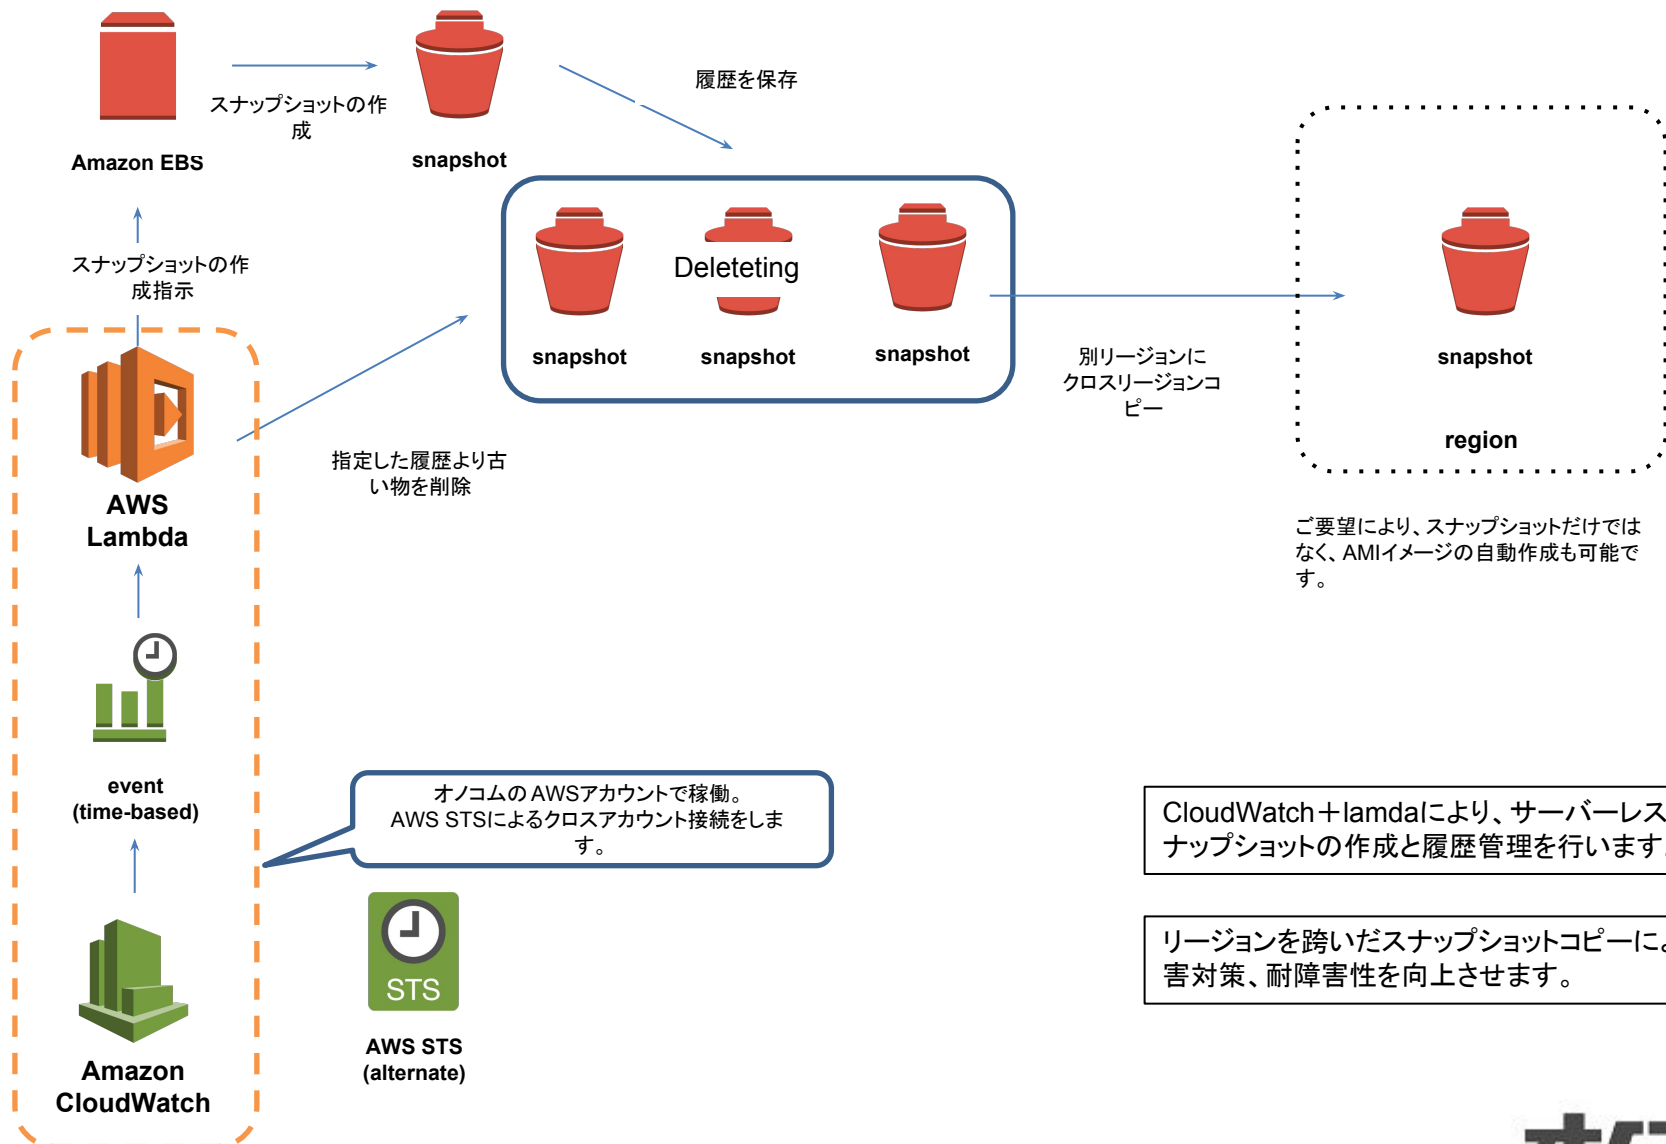 スナップショットの作
成
履歴を保存
Amazon EBS
snapshot
スナップショットの作
成指示
Deleteting
snapshot
snapshot
snapshot
別リージョンに
クロスリージョンコ
ピー
snapshot
region
指定した履歴より古
い物を削除
AWS
Lambda
ご要望により、スナップショットだけでは
なく、AMIイメージの自動作成も可能で
す。
event
(time-based)
オノコムのAWSアカウントで稼働。
AWS STSによるクロスアカウント接続をしま
す。
CloudWatch＋lamdaにより、サーバーレス
ナップショットの作成と履歴管理を行います
リージョンを跨いだスナップショットコピーに
害対策、耐障害性を向上させます。
STS
AWS STS
(alternate)
Amazon
CloudWatch